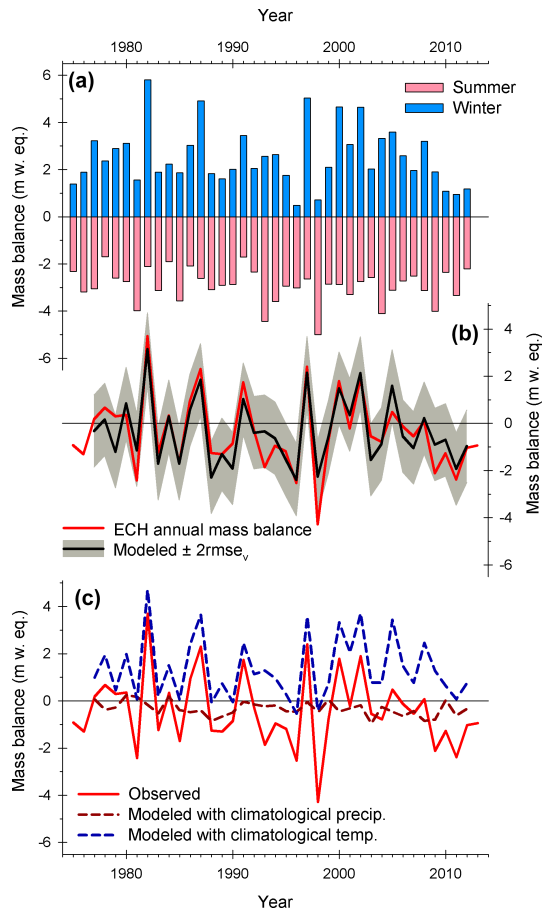 Year
1980 1990 2000 2010
(a)
Summer
Winter
Mass balance (m w. eq.)
6
4
2
0
-2
-4
-6
(b)
4
2
0
-2
-4
-6
Mass balance (m w. eq.)
ECH annual mass balance
Modeled ± 2rmseᵥ
(c)
Mass balance (m w. eq.)
4
2
0
-2
-4
-6
Observed
Modeled with climatological precip.
Modeled with climatological temp.
1980 1990 2000 2010
Year